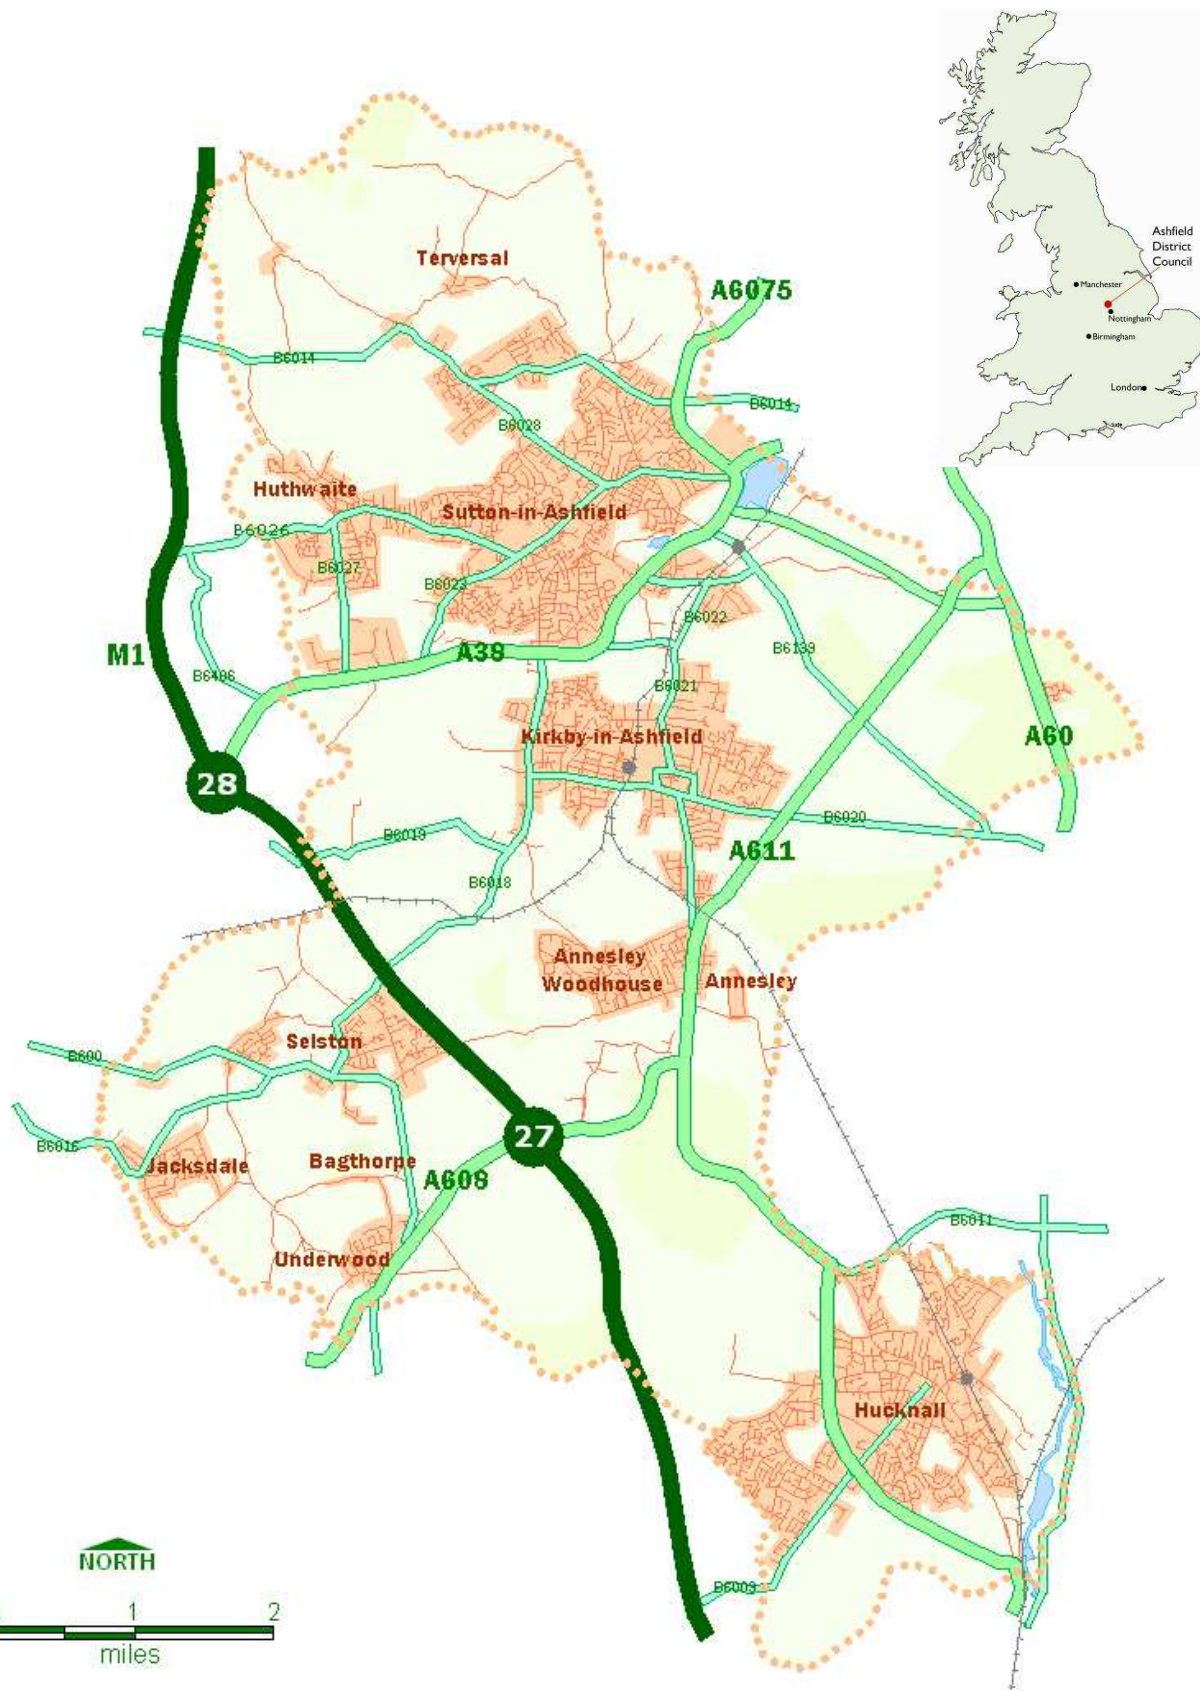 Ashfield
District
Council
Manchester
Nottingham
Birmingham
London
Terversal
A6075
B6014
B6014
B6028
Huthwaite
Sutton-in-Ashfield
B6026
B6027
B6023
B6022
M1
A38
B6139
B6021
Kirkby-in-Ashfield
A60
28
B6019
B6020
A611
B6018
Annesley
Woodhouse
Annesley
Selston
B600
27
B6016
Jacksdale
Bagthorpe
A608
B6011
Underwood
Hucknall
NORTH
1 2
miles
B6009